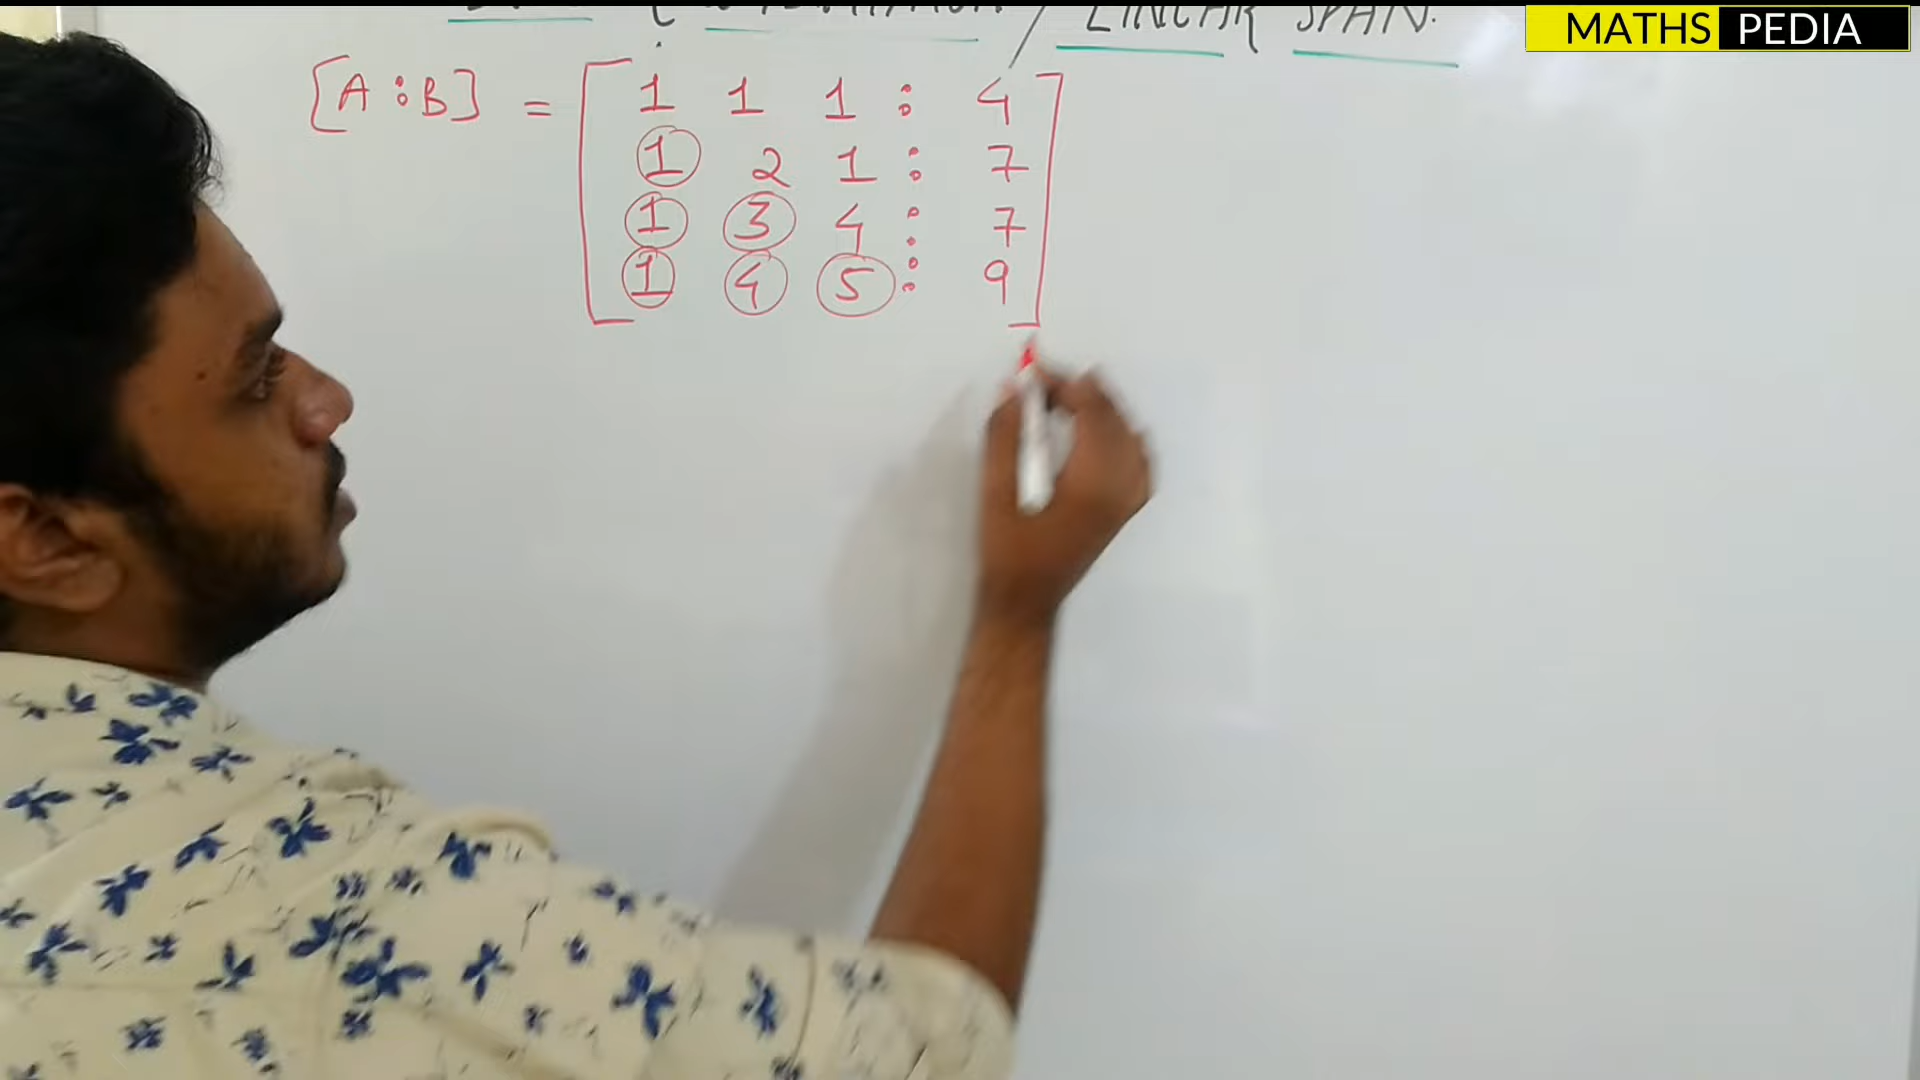 / LINEAR SPAN.
MATHS PEDIA
[A : B] = [ 1 1 1 : 4
1 2 1 : 7
1 3 4 : 7
1 4 5 : 9 ]